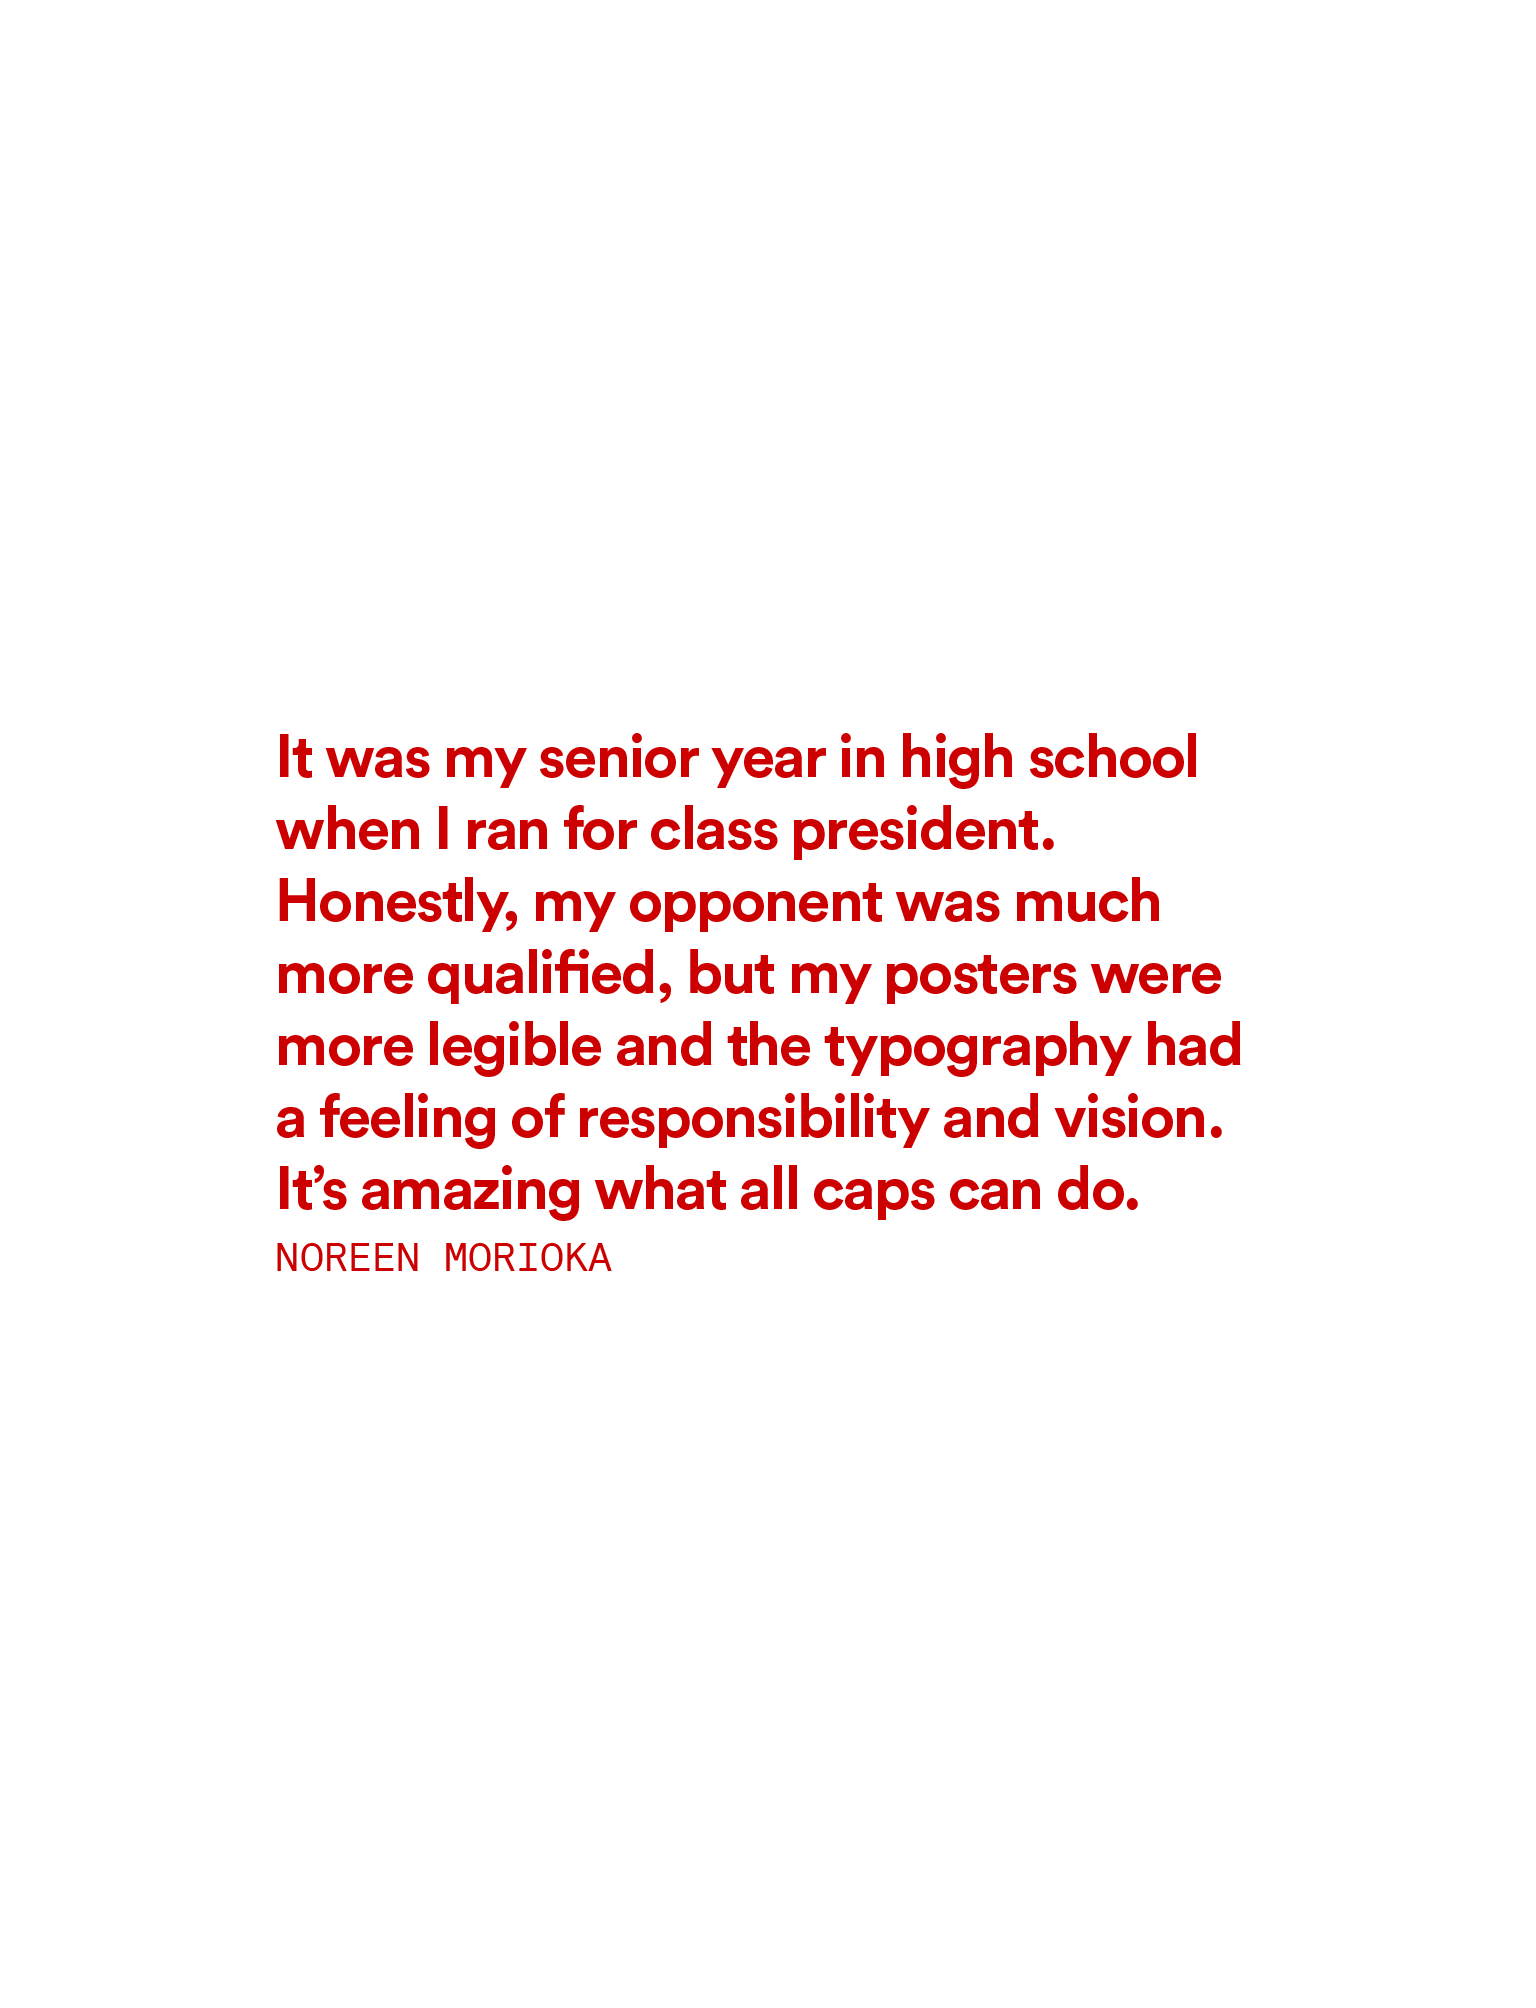 It was my senior year in high school
when I ran for class president.
Honestly, my opponent was much
more qualified, but my posters were
more legible and the typography had
a feeling of responsibility and vision.
It’s amazing what all caps can do.
NOREEN MORIOKA